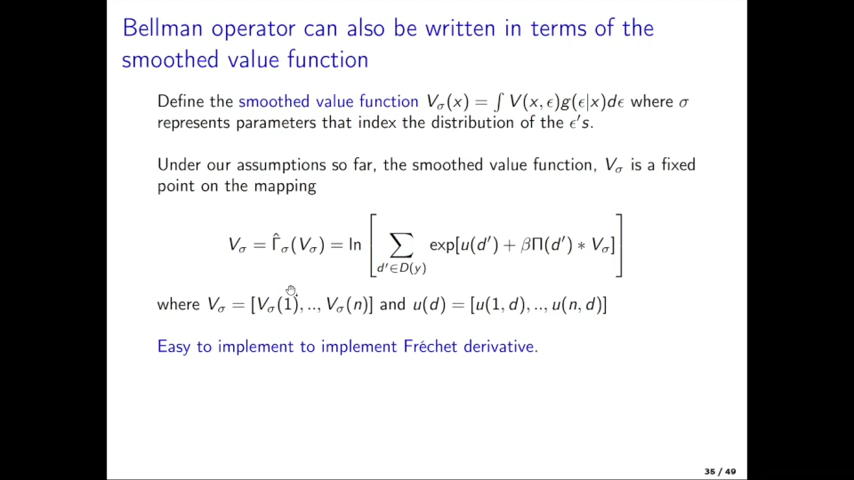 Bellman operator can also be written in terms of the
smoothed value function
Define the smoothed value function V_σ(x) = ∫ V(x, ϵ)g(ϵ|x)dϵ where σ
represents parameters that index the distribution of the ϵ's.
Under our assumptions so far, the smoothed value function, V_σ is a fixed
point on the mapping
V_σ = Γ̂_σ(V_σ) = ln [ ∑_{d′∈D(y)} exp[u(d′) + βΠ(d′) ∗ V_σ] ]
where V_σ = [V_σ(1), .., V_σ(n)] and u(d) = [u(1, d), .., u(n, d)]
Easy to implement to implement Fréchet derivative.
35 / 49